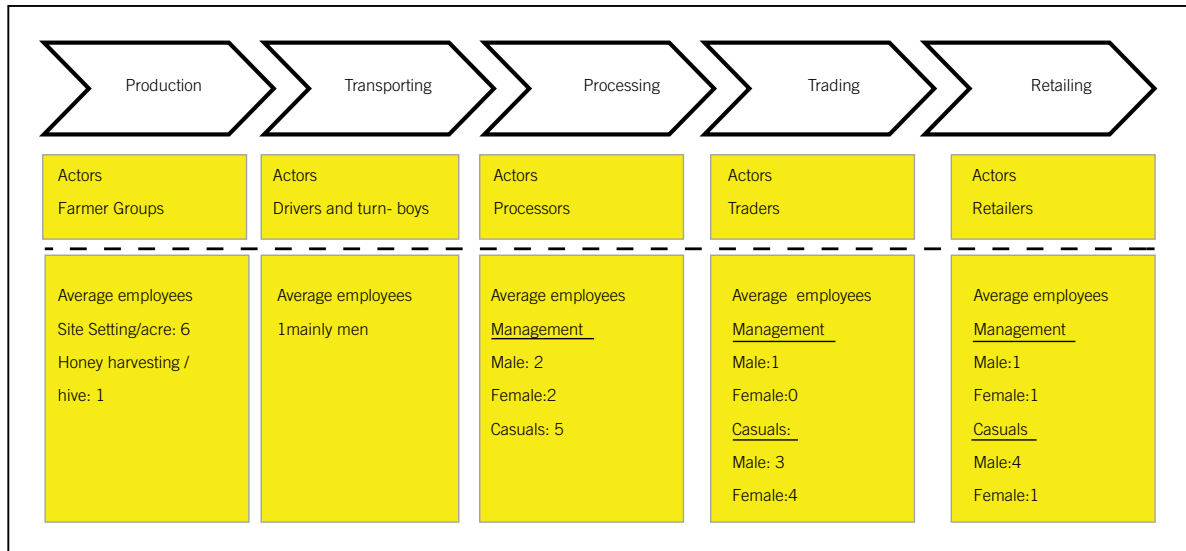 Production
Transporting
Processing
Trading
Retailing
Actors
Farmer Groups
Actors
Drivers and turn- boys
Actors
Processors
Actors
Traders
Actors
Retailers
Average employees
Site Setting/acre: 6
Honey harvesting /
hive: 1
Average employees
1mainly men
Average employees
Management
Male: 2
Female:2
Casuals: 5
Average employees
Management
Male:1
Female:0
Casuals:
Male: 3
Female:4
Average employees
Management
Male:1
Female:1
Casuals
Male:4
Female:1